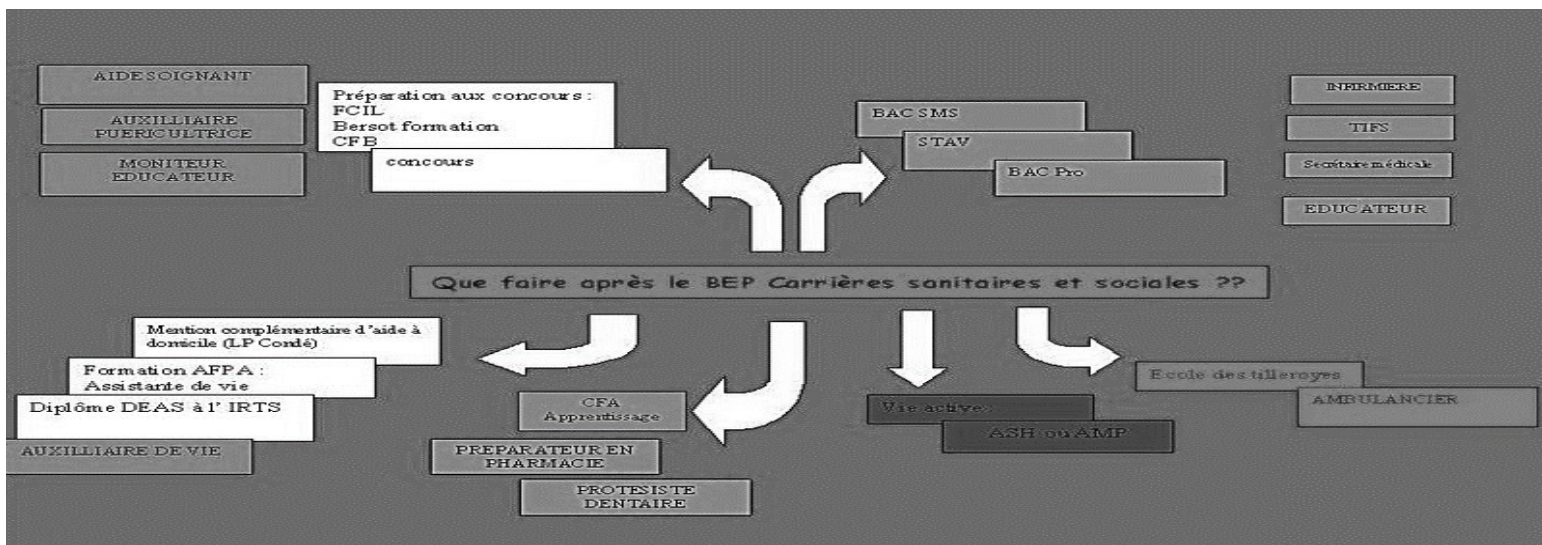 AIDE SOIGNANT
AUXILLIAIRE
PUERICULTRICE
MONITEUR
EDUCATEUR
Préparation aux concours :
FCIL
Bersot formation
CFB
concours
BAC SMS
STAV
BAC Pro
INFIRMIERE
TIFS
Secrétaire médicale
EDUCATEUR
Que faire après le BEP Carrières sanitaires et sociales ??
Mention complémentaire d'aide à
domicile (LP Condé)
Formation AFPA :
Assistante de vie
Diplôme DEAS à l' IRTS
AUXILLIAIRE DE VIE
CFA
Apprentissage
PREPARATEUR EN
PHARMACIE
PROTESISTE
DENTAIRE
Vie active :
ASH ou AMP
Ecole des tilleroyes
AMBULANCIER